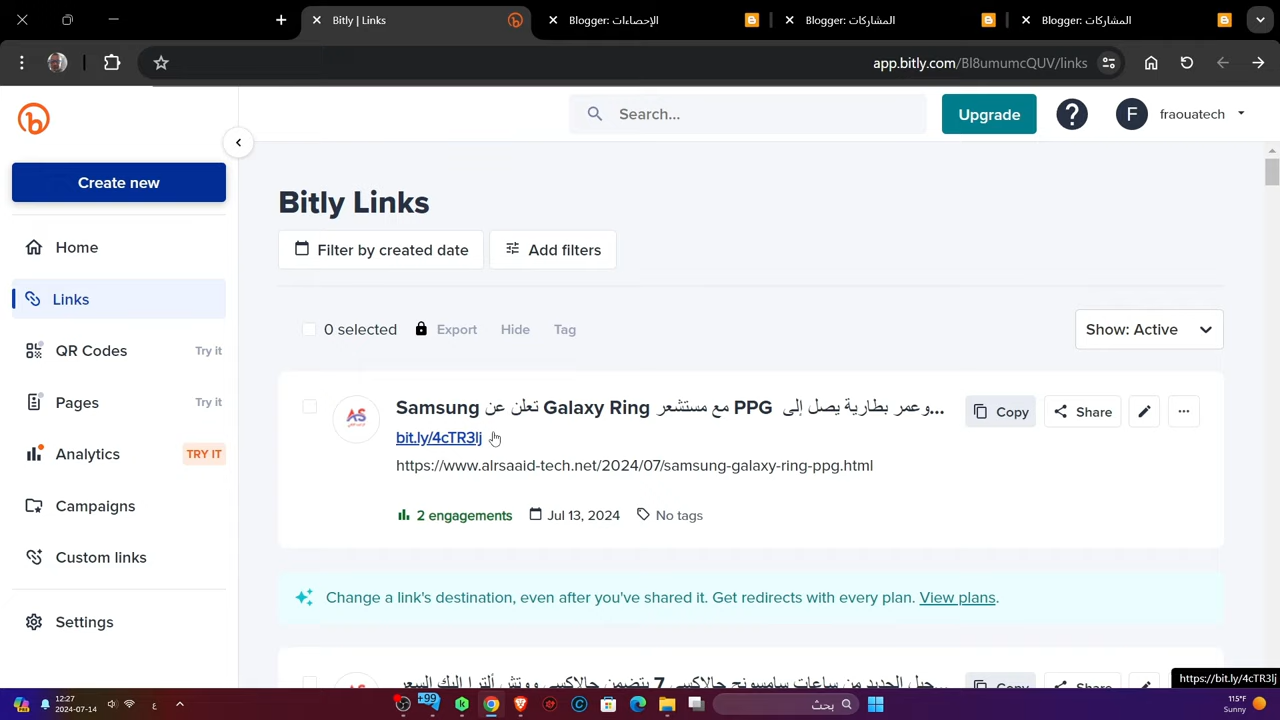 Bitly | Links
Blogger: الإحصاءات
Blogger: المشاركات
Blogger: المشاركات
app.bitly.com/Bl8umumcQUV/links
Search...
Upgrade
?
F
fraouatech
Create new
Home
Links
QR Codes Try it
Pages Try it
Analytics TRY IT
Campaigns
Custom links
Settings
Bitly Links
Filter by created date
Add filters
0 selected
Export
Hide
Tag
Show: Active
AS
Samsung تعلن عن Galaxy Ring مع مستشعر PPG وعمر بطارية يصل إلى...
Copy
Share
bit.ly/4cTR3lj
https://www.alrsaaid-tech.net/2024/07/samsung-galaxy-ring-ppg.html
2 engagements
Jul 13, 2024
No tags
Change a link's destination, even after you've shared it. Get redirects with every plan. View plans.
https://bit.ly/4cTR3lj
12:27
2024-07-14
ع
+99
بحث
115°F
Sunny